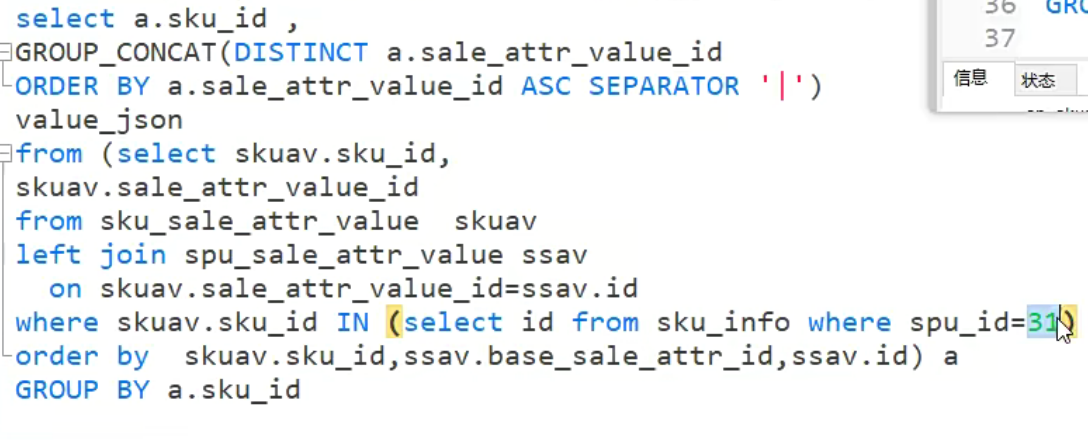 select a.sku_id ,
GROUP_CONCAT(DISTINCT a.sale_attr_value_id
ORDER BY a.sale_attr_value_id ASC SEPARATOR '|')
value_json
from (select skuav.sku_id,
skuav.sale_attr_value_id
from sku_sale_attr_value  skuav
left join spu_sale_attr_value ssav
  on skuav.sale_attr_value_id=ssav.id
where skuav.sku_id IN (select id from sku_info where spu_id=31)
order by  skuav.sku_id,ssav.base_sale_attr_id,ssav.id) a
GROUP BY a.sku_id
36 GRO
37
信息 状态